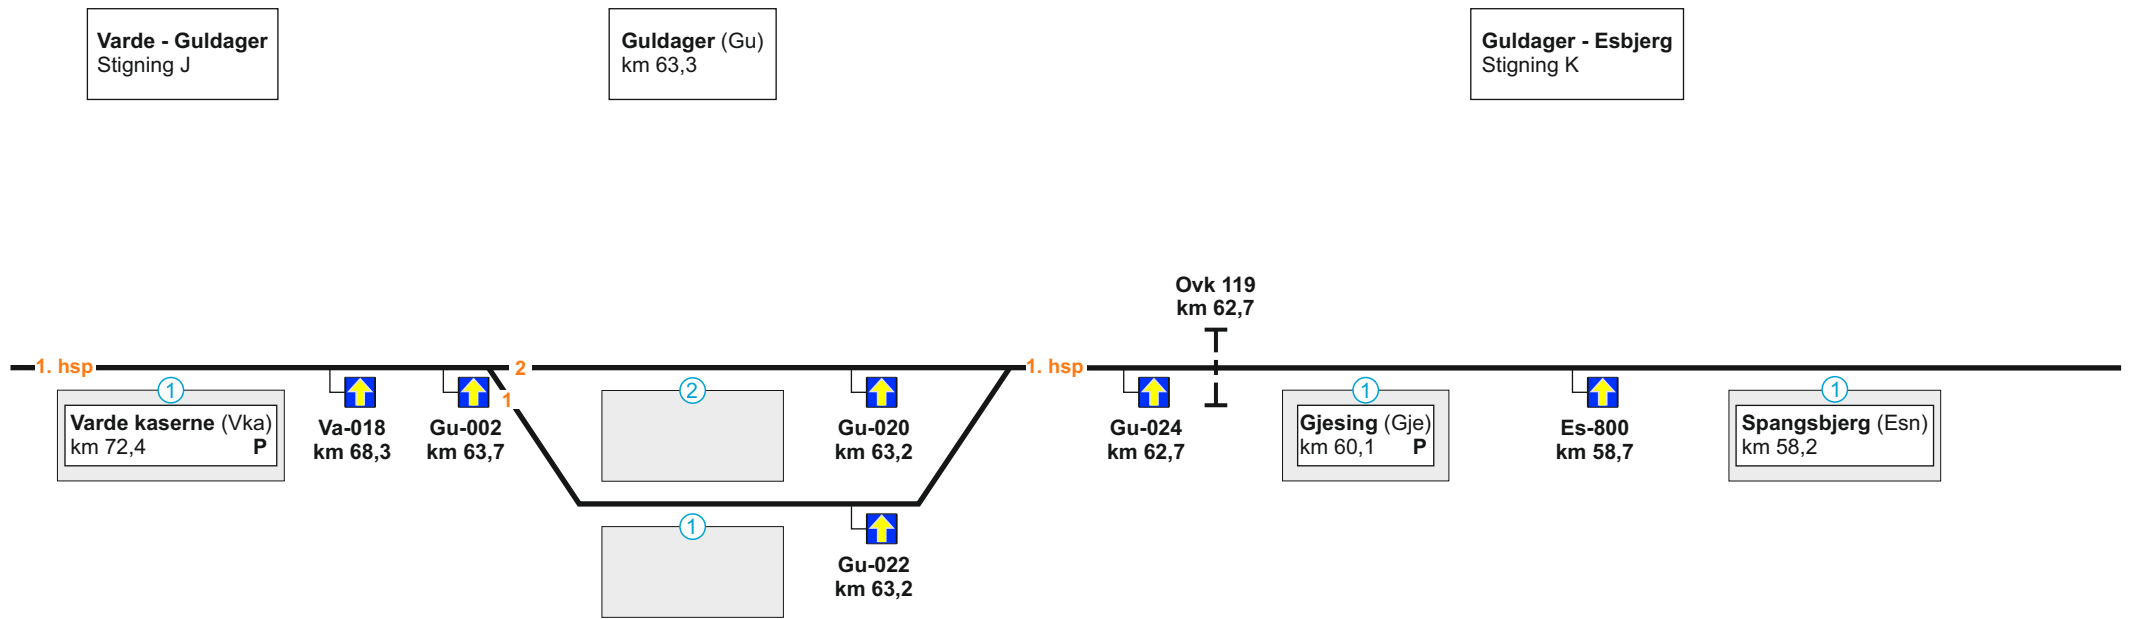 Varde - Guldager
Stigning J
Guldager (Gu)
km 63,3
Guldager - Esbjerg
Stigning K
Ovk 119
km 62,7
1. hsp
2
1. hsp
1
1
Varde kaserne (Vka)
km 72,4 P
Va-018
km 68,3
Gu-002
km 63,7
2
Gu-020
km 63,2
Gu-024
km 62,7
1
Gjesing (Gje)
km 60,1 P
Es-800
km 58,7
1
Spangsbjerg (Esn)
km 58,2
1
Gu-022
km 63,2